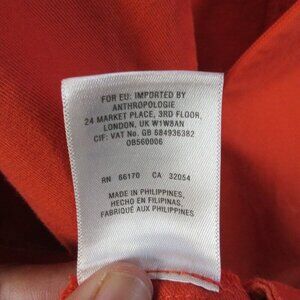 FOR EU: IMPORTED BY
ANTHROPOLOGIE
24 MARKET PLACE, 3RD FLOOR,
LONDON, UK W1W8AN
CIF: VAT No. GB 684936382
OB560006
RN 66170 CA 32054
MADE IN PHILIPPINES,
HECHO EN FILIPINAS,
FABRIQUÉ AUX PHILIPPINES